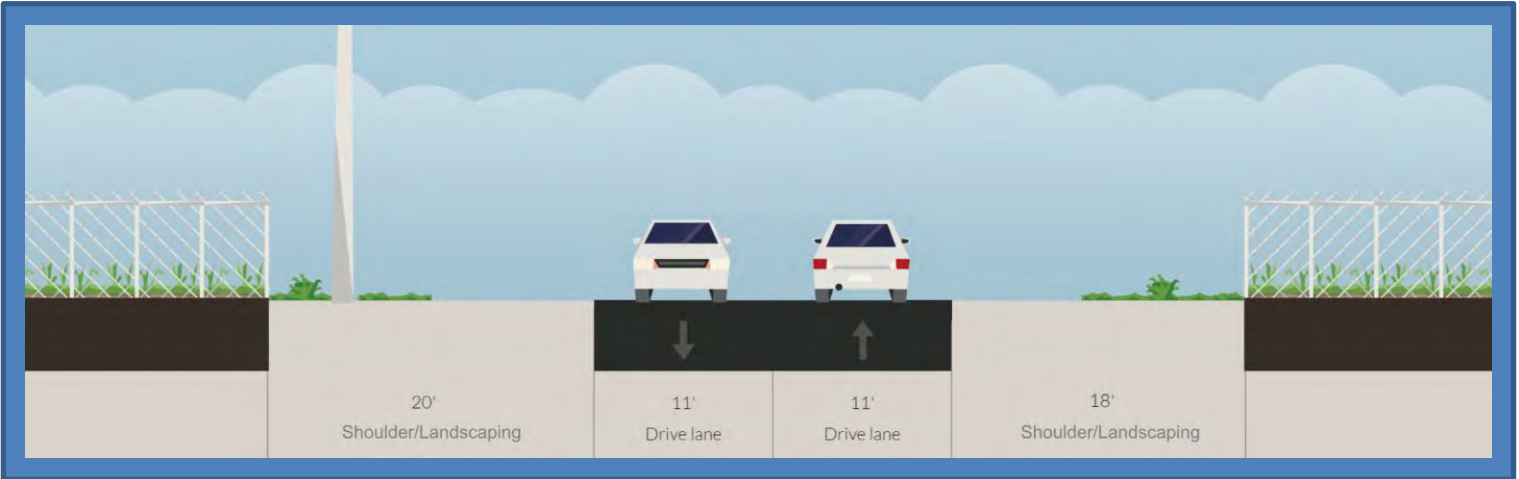 20'
Shoulder/Landscaping
11'
Drive lane
11'
Drive lane
18'
Shoulder/Landscaping